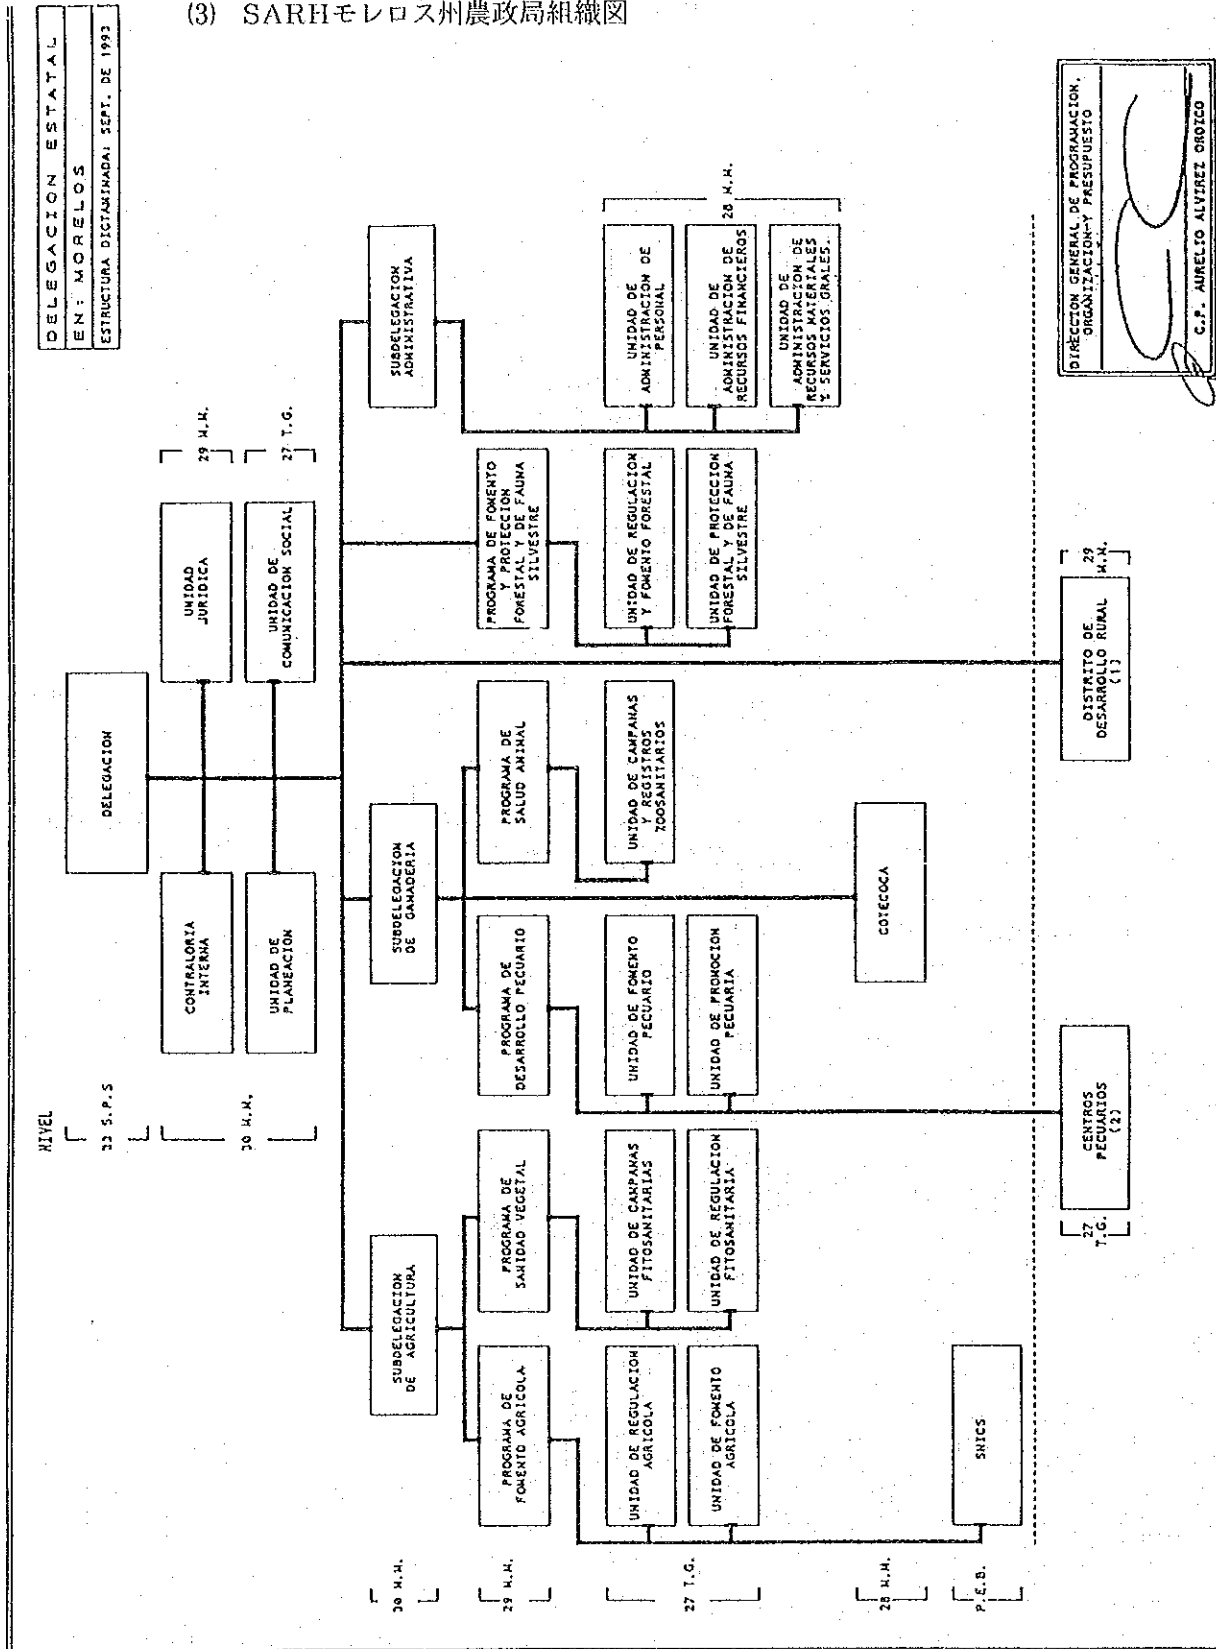 (3) SARHモレロス州農政局組織図
DELEGACION ESTATAL
EN: MORELOS
ESTRUCTURA DICTAMINADA: SEPT. DE 1993
NIVEL
33 S.P.S
DELEGACION
30 M.M.
CONTRALORIA
INTERNA
UNIDAD
JURIDICA
29 M.M.
UNIDAD DE
PLANEACION
UNIDAD DE
COMUNICACION SOCIAL
27 T.G.
30 M.M.
SUBDELEGACION
DE AGRICULTURA
SUBDELEGACION
DE GANADERIA
SUBDELEGACION
ADMINISTRATIVA
29 M.M.
PROGRAMA DE
FOMENTO AGRICOLA
PROGRAMA DE
SANIDAD VEGETAL
PROGRAMA DE
DESARROLLO PECUARIO
PROGRAMA DE
SALUD ANIMAL
PROGRAMA DE FOMENTO
Y PROTECCION
FORESTAL Y DE FAUNA
SILVESTRE
27 T.G.
UNIDAD DE REGULACION
AGRICOLA
UNIDAD DE CAMPANAS
FITOSANITARIAS
UNIDAD DE FOMENTO
PECUARIO
UNIDAD DE CAMPANAS
Y REGISTROS
ZOOSANITARIOS
UNIDAD DE REGULACION
Y FOMENTO FORESTAL
UNIDAD DE
ADMINISTRACION DE
PERSONAL
UNIDAD DE FOMENTO
AGRICOLA
UNIDAD DE REGULACION
FITOSANITARIA
UNIDAD DE PROMOCION
PECUARIA
UNIDAD DE PROTECCION
FORESTAL Y DE FAUNA
SILVESTRE
UNIDAD DE
ADMINISTRACION DE
RECURSOS FINANCIEROS
UNIDAD DE
ADMINISTRACION DE
RECURSOS MATERIALES
Y SERVICIOS GRALES.
28 M.M.
28 M.M.
COTECOCA
P.E.B.
SNICS
27
T.G.
CENTROS
PECUARIOS
(2)
DISTRITO DE
DESARROLLO RURAL
(1)
29
M.M.
DIRECCION GENERAL DE PROGRAMACION,
ORGANIZACION Y PRESUPUESTO
C.P. AURELIO ALVIREZ OROZCO